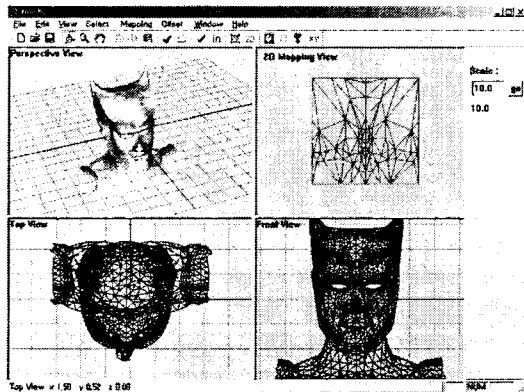 File Edit View Select Mapping Offset Window Help
Perspective View
2D Mapping View
Scale :
10.0 go
10.0
Top View
Front View
Top View x 1.50 y 0.52 z 0.00
NUM